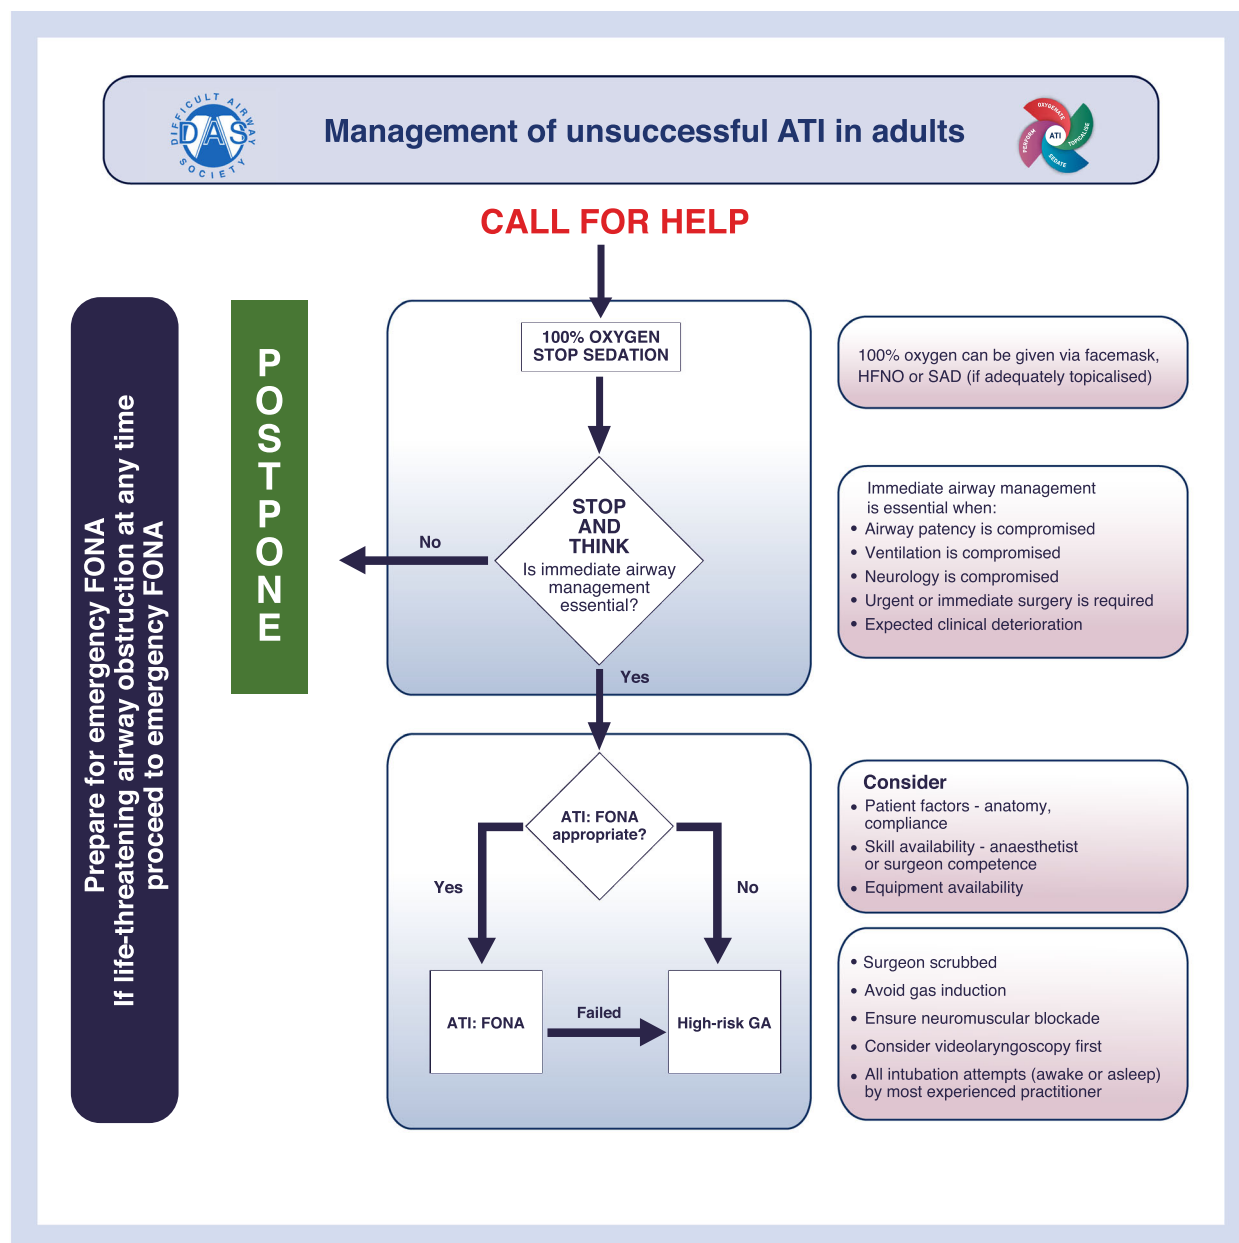 DIFFICULT AIRWAY
DAS
SOCIETY
Management of unsuccessful ATI in adults
OXYGENATE
TOPICALISE
SEDATE
PERFORM
ATI
CALL FOR HELP
Prepare for emergency FONA
If life-threatening airway obstruction at any time
proceed to emergency FONA
P
O
S
T
P
O
N
E
100% OXYGEN
STOP SEDATION
100% oxygen can be given via facemask,
HFNO or SAD (if adequately topicalised)
STOP
AND
THINK
Is immediate airway
management
essential?
No
Yes
Immediate airway management
is essential when:
• Airway patency is compromised
• Ventilation is compromised
• Neurology is compromised
• Urgent or immediate surgery is required
• Expected clinical deterioration
ATI: FONA
appropriate?
Yes
No
Consider
• Patient factors - anatomy,
compliance
• Skill availability - anaesthetist
or surgeon competence
• Equipment availability
ATI: FONA
Failed
High-risk GA
• Surgeon scrubbed
• Avoid gas induction
• Ensure neuromuscular blockade
• Consider videolaryngoscopy first
• All intubation attempts (awake or asleep)
by most experienced practitioner